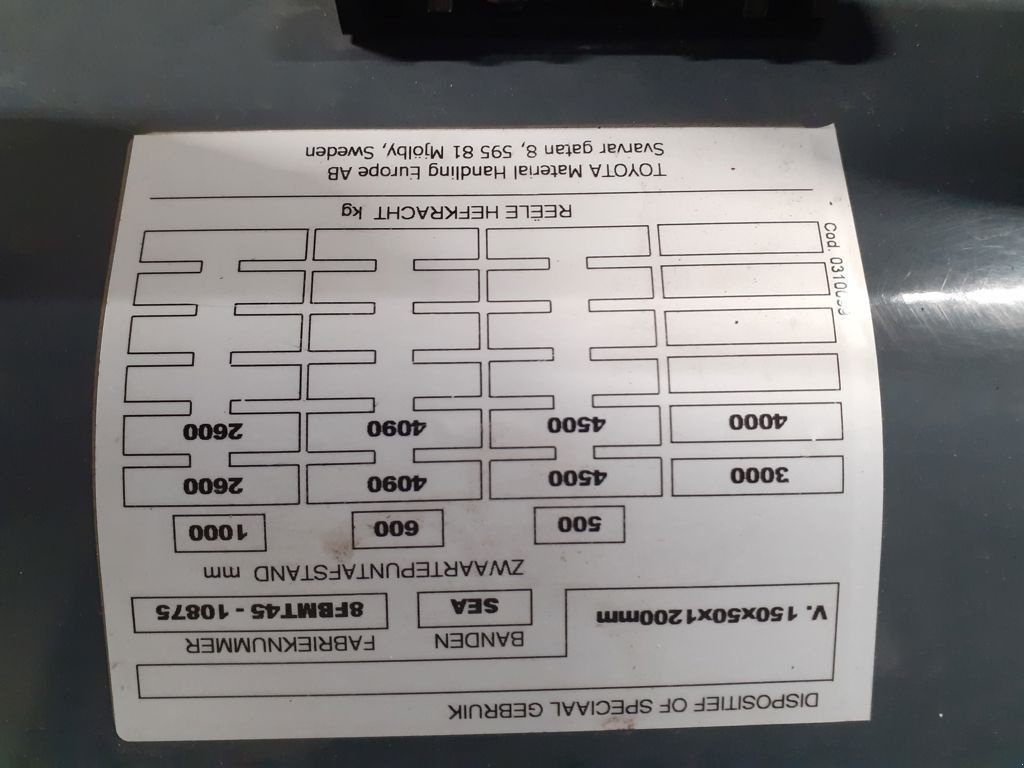 DISPOSITIEF OF SPECIAAL GEBRUIK
V. 150x50x1200mm
BANDEN FABRIEKNUMMER
SEA 8FBMT45 - 10875
ZWAARTEPUNTAFSTAND mm
500 600 1000
3000 4500 4090 2600
4000 4500 4090 2600
REËLE HEFKRACHT kg
TOYOTA Material Handling Europe AB
Svarvar gatan 8, 595 81 Mjölby, Sweden
Cod.